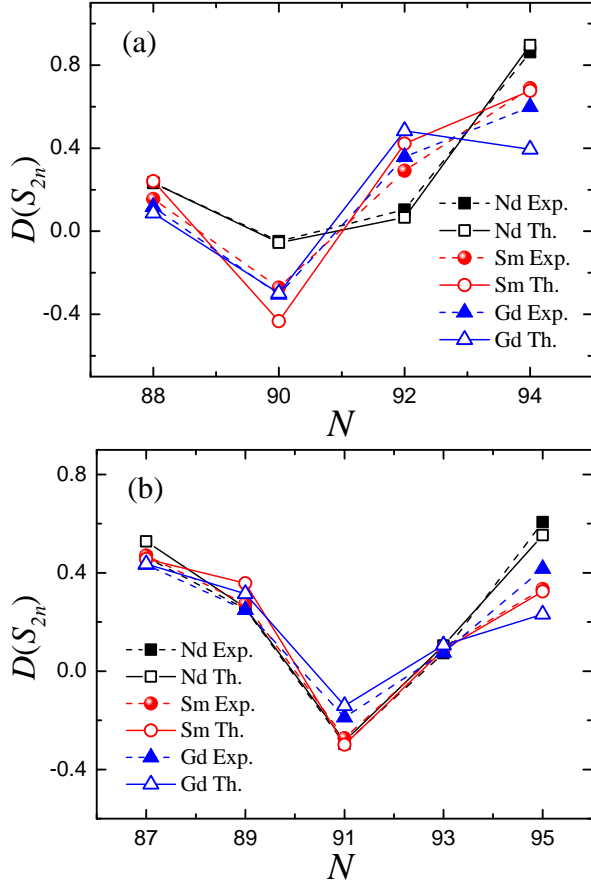 (a)
0.8
0.4
0.0
-0.4
D(S2n)
Nd Exp.
Nd Th.
Sm Exp.
Sm Th.
Gd Exp.
Gd Th.
88 90 92 94
N
(b)
0.8
0.4
0.0
-0.4
D(S2n)
Nd Exp.
Nd Th.
Sm Exp.
Sm Th.
Gd Exp.
Gd Th.
87 89 91 93 95
N